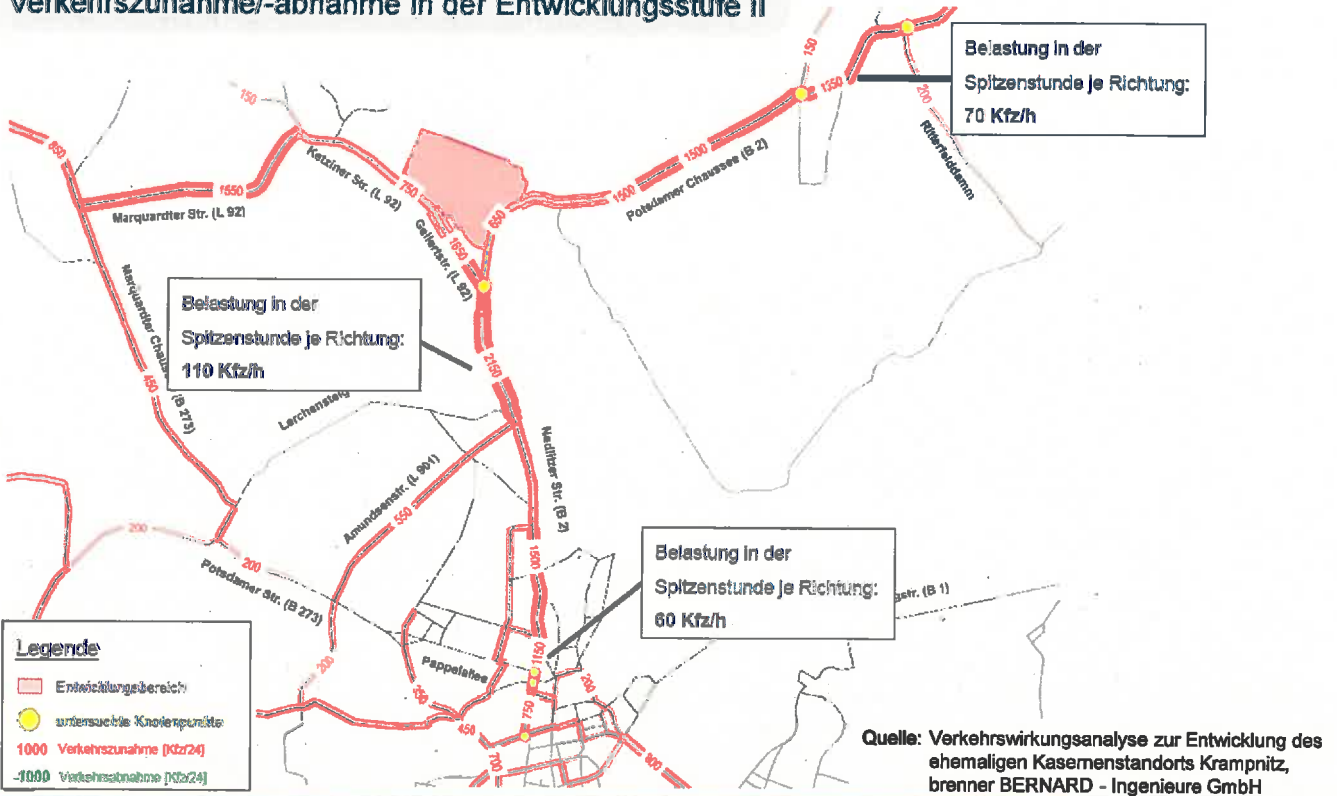 Verkehrszunahme/-abnahme in der Entwicklungsstufe II
Belastung in der
Spitzenstunde je Richtung:
70 Kfz/h
150
1350
200
Ritterfelddamm
150
850
Ketziner Str. (L 92)
750
1500
1500
Potsdamer Chaussee (B 2)
1550
Marquardter Str. (L 92)
650
1650
Gellertstr. (L 92)
Belastung in der
Spitzenstunde je Richtung:
110 Kfz/h
Marquardter Chaussee (B 273)
450
2150
Lerchensteig
Nedlitzer Str. (B 2)
Amundsenstr. (L 901)
550
200
200
Potsdamer Str. (B 273)
1500
Belastung in der
Spitzenstunde je Richtung:
60 Kfz/h
gstr. (B 1)
1150
Pappelallee
200
350
200
750
450
700
Legende
Entwicklungsbereich
untersuchte Knotenpunkte
1000 Verkehrszunahme [Kfz/24]
-1000 Verkehrsabnahme [Kfz/24]
Quelle: Verkehrswirkungsanalyse zur Entwicklung des
ehemaligen Kasernenstandorts Krampnitz,
brenner BERNARD - Ingenieure GmbH